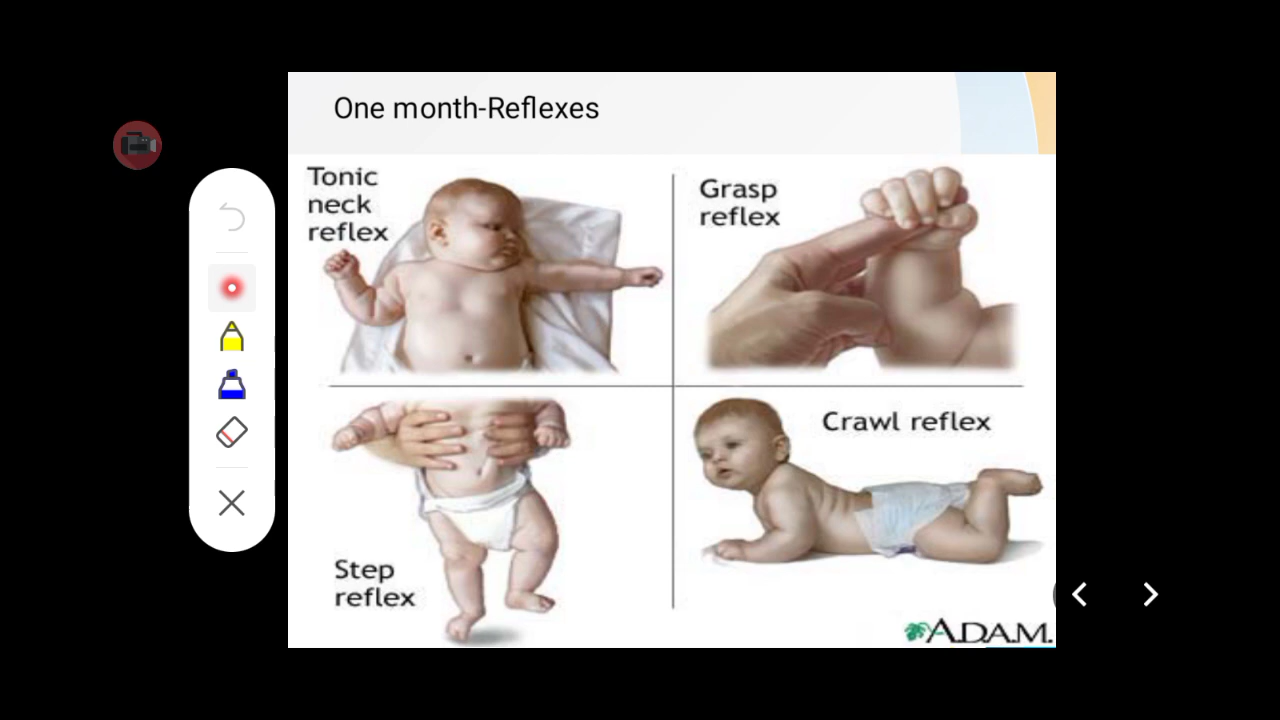 One month-Reflexes
Tonic
neck
reflex
Grasp
reflex
Step
reflex
Crawl reflex
A.D.A.M.